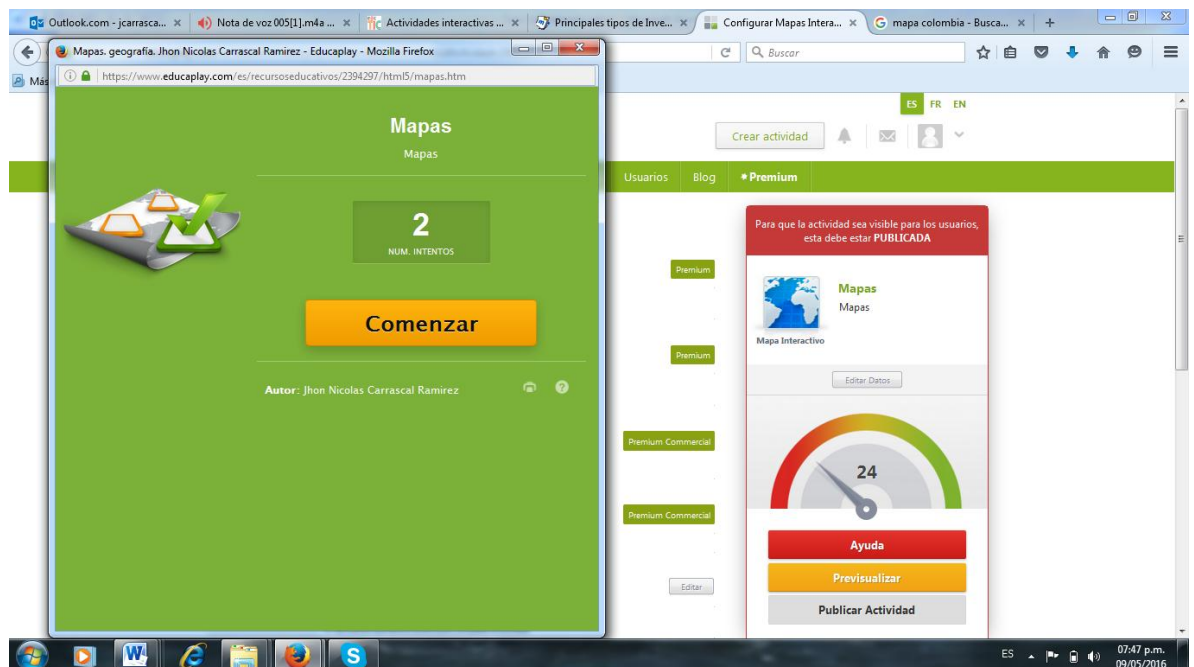 Outlook.com - jcarrasca...
Nota de voz 005[1].m4a ...
Actividades interactivas ...
Principales tipos de Inve...
Configurar Mapas Intera...
mapa colombia - Busca...
Mapas. geografía. Jhon Nicolas Carrascal Ramirez - Educaplay - Mozilla Firefox
Buscar
https://www.educaplay.com/es/recursoseducativos/2394297/html5/mapas.htm
Más
ES FR EN
Crear actividad
Usuarios Blog Premium
Mapas
Mapas
2
NUM. INTENTOS
Comenzar
Autor: Jhon Nicolas Carrascal Ramirez
Premium
Premium
Premium Commercial
Premium Commercial
Editar
Para que la actividad sea visible para los usuarios,
esta debe estar PUBLICADA
Mapas
Mapas
Mapa Interactivo
Editar Datos
24
Ayuda
Previsualizar
Publicar Actividad
ES
07:47 p.m.
09/05/2016